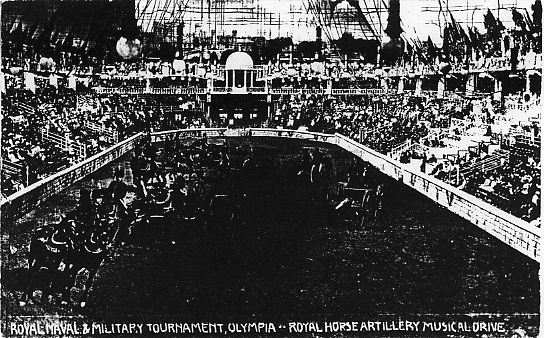 ROYAL NAVAL & MILITARY TOURNAMENT, OLYMPIA -- ROYAL HORSE ARTILLERY MUSICAL DRIVE